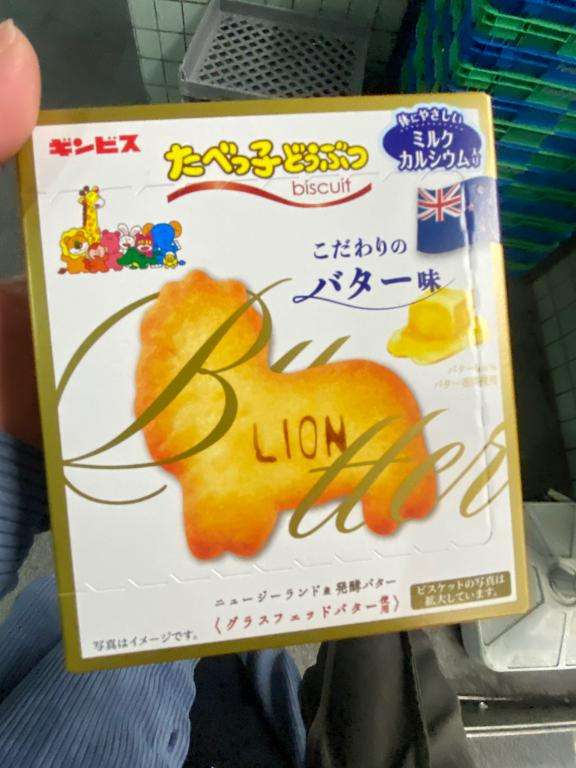 ギンビス
たべっ子どうぶつ
biscuit
体にやさしい
ミルク
カルシウム入り
こだわりの
バター味
Butter
LION
ニュージーランド産 発酵バター
〈グラスフェッドバター使用〉
写真はイメージです。
ビスケットの写真は
拡大しています。